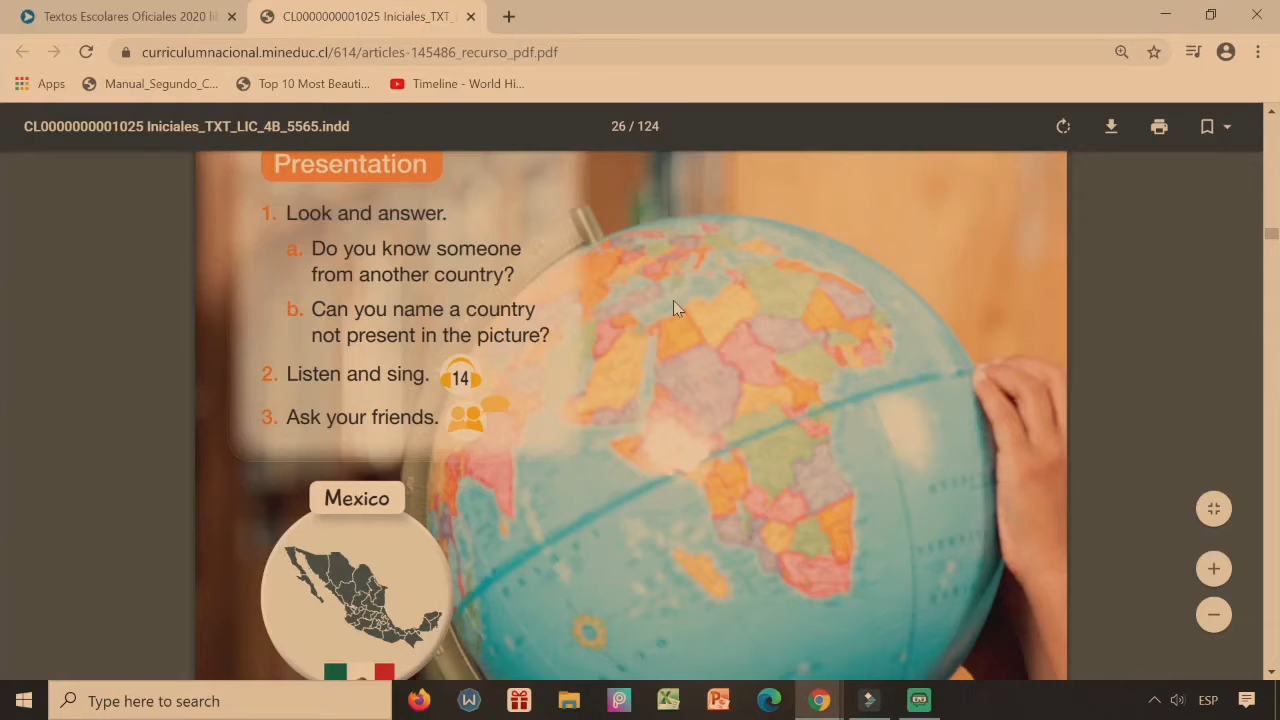 Textos Escolares Oficiales 2020 li
CL0000000001025 Iniciales_TXT_
curriculumnacional.mineduc.cl/614/articles-145486_recurso_pdf.pdf
Apps
Manual_Segundo_C...
Top 10 Most Beauti...
Timeline - World Hi...
CL0000000001025 Iniciales_TXT_LIC_4B_5565.indd
26 / 124
Presentation
1. Look and answer.
a. Do you know someone
from another country?
b. Can you name a country
not present in the picture?
2. Listen and sing. 14
3. Ask your friends.
Mexico
Type here to search
ESP